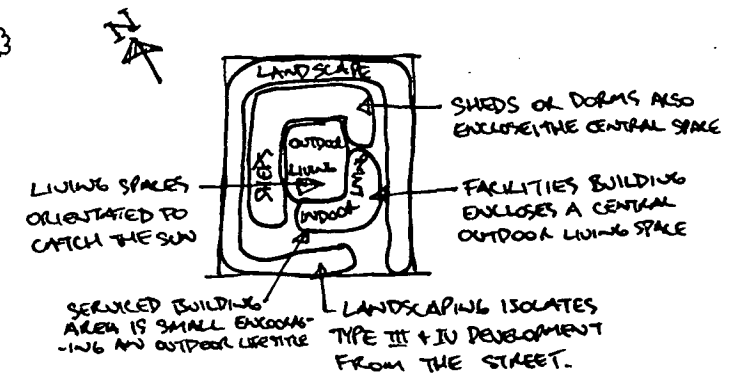 N
LANDSCAPE
SHEDS OR DORMS ALSO
ENCLOSE THE CENTRAL SPACE
OUTDOOR
LIVING
SHEDS
INDOOR
LIVING SPACES
ORIENTATED TO
CATCH THE SUN
FACILITIES BUILDING
ENCLOSES A CENTRAL
OUTDOOR LIVING SPACE
SERVICED BUILDING
AREA IS SMALL ENCOURAG-
-ING AN OUTDOOR LIFESTYLE
LANDSCAPING ISOLATES
TYPE III + IV DEVELOPMENT
FROM THE STREET.